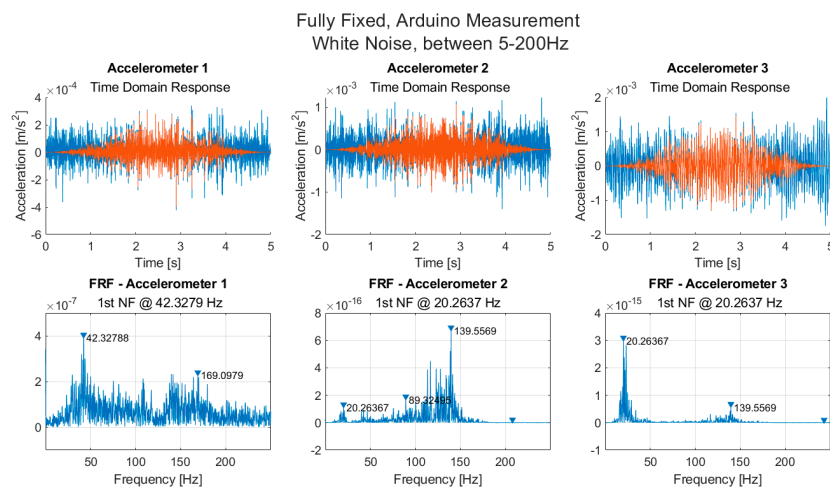 Fully Fixed, Arduino Measurement
White Noise, between 5-200Hz
Accelerometer 1
Time Domain Response
×10⁻⁴
4
2
0
-2
-4
-6
Acceleration [m/s²]
0 1 2 3 4 5
Time [s]
Accelerometer 2
Time Domain Response
×10⁻³
1
0
-1
-2
Acceleration [m/s²]
0 1 2 3 4 5
Time [s]
Accelerometer 3
Time Domain Response
×10⁻³
2
1
0
-1
-2
Acceleration [m/s²]
0 1 2 3 4 5
Time [s]
FRF - Accelerometer 1
1st NF @ 42.3279 Hz
×10⁻⁷
4
2
0
42.32788
169.0979
50 100 150 200
Frequency [Hz]
FRF - Accelerometer 2
1st NF @ 20.2637 Hz
×10⁻¹⁶
8
6
4
2
0
-2
139.5569
20.26367
89.32495
50 100 150 200
Frequency [Hz]
FRF - Accelerometer 3
1st NF @ 20.2637 Hz
×10⁻¹⁵
4
3
2
1
0
-1
20.26367
139.5569
50 100 150 200
Frequency [Hz]